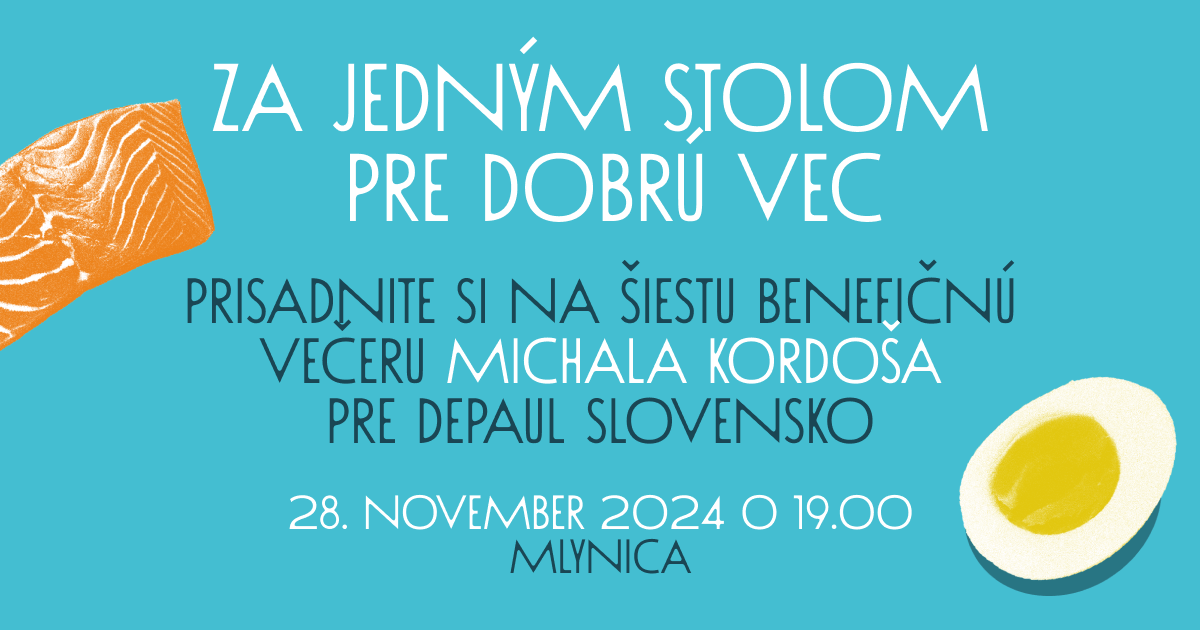 ZA JEDNÝM STOLOM
PRE DOBRÚ VEC
PRISADNITE SI NA ŠIESTU BENEFIČNÚ
VEČERU MICHALA KORDOŠA
PRE DEPAUL SLOVENSKO
28. NOVEMBER 2024 O 19.00
MLYNICA